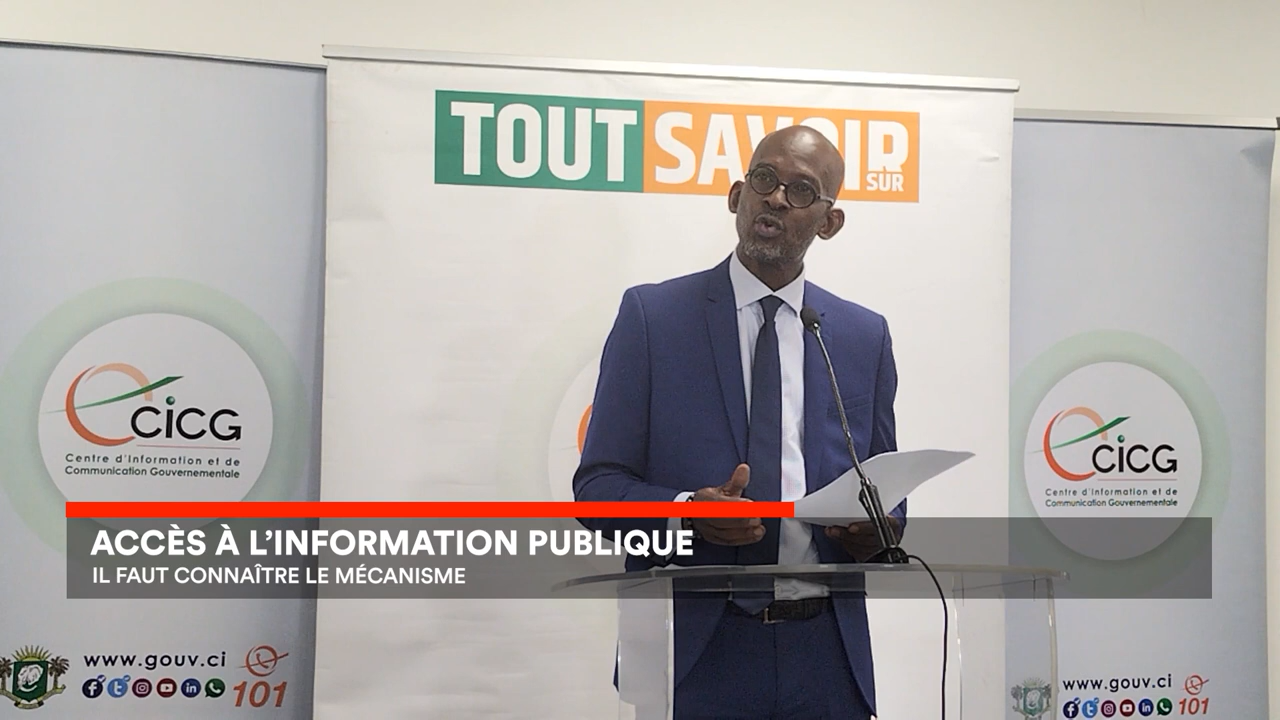 TOUT SAVOIR
SUR
CICG
Centre d'Information et de
Communication Gouvernementale
CICG
Centre d'Information et de
Communication Gouvernementale
ACCÈS À L'INFORMATION PUBLIQUE
IL FAUT CONNAÎTRE LE MÉCANISME
www.gouv.ci
101
www.gouv.ci
101